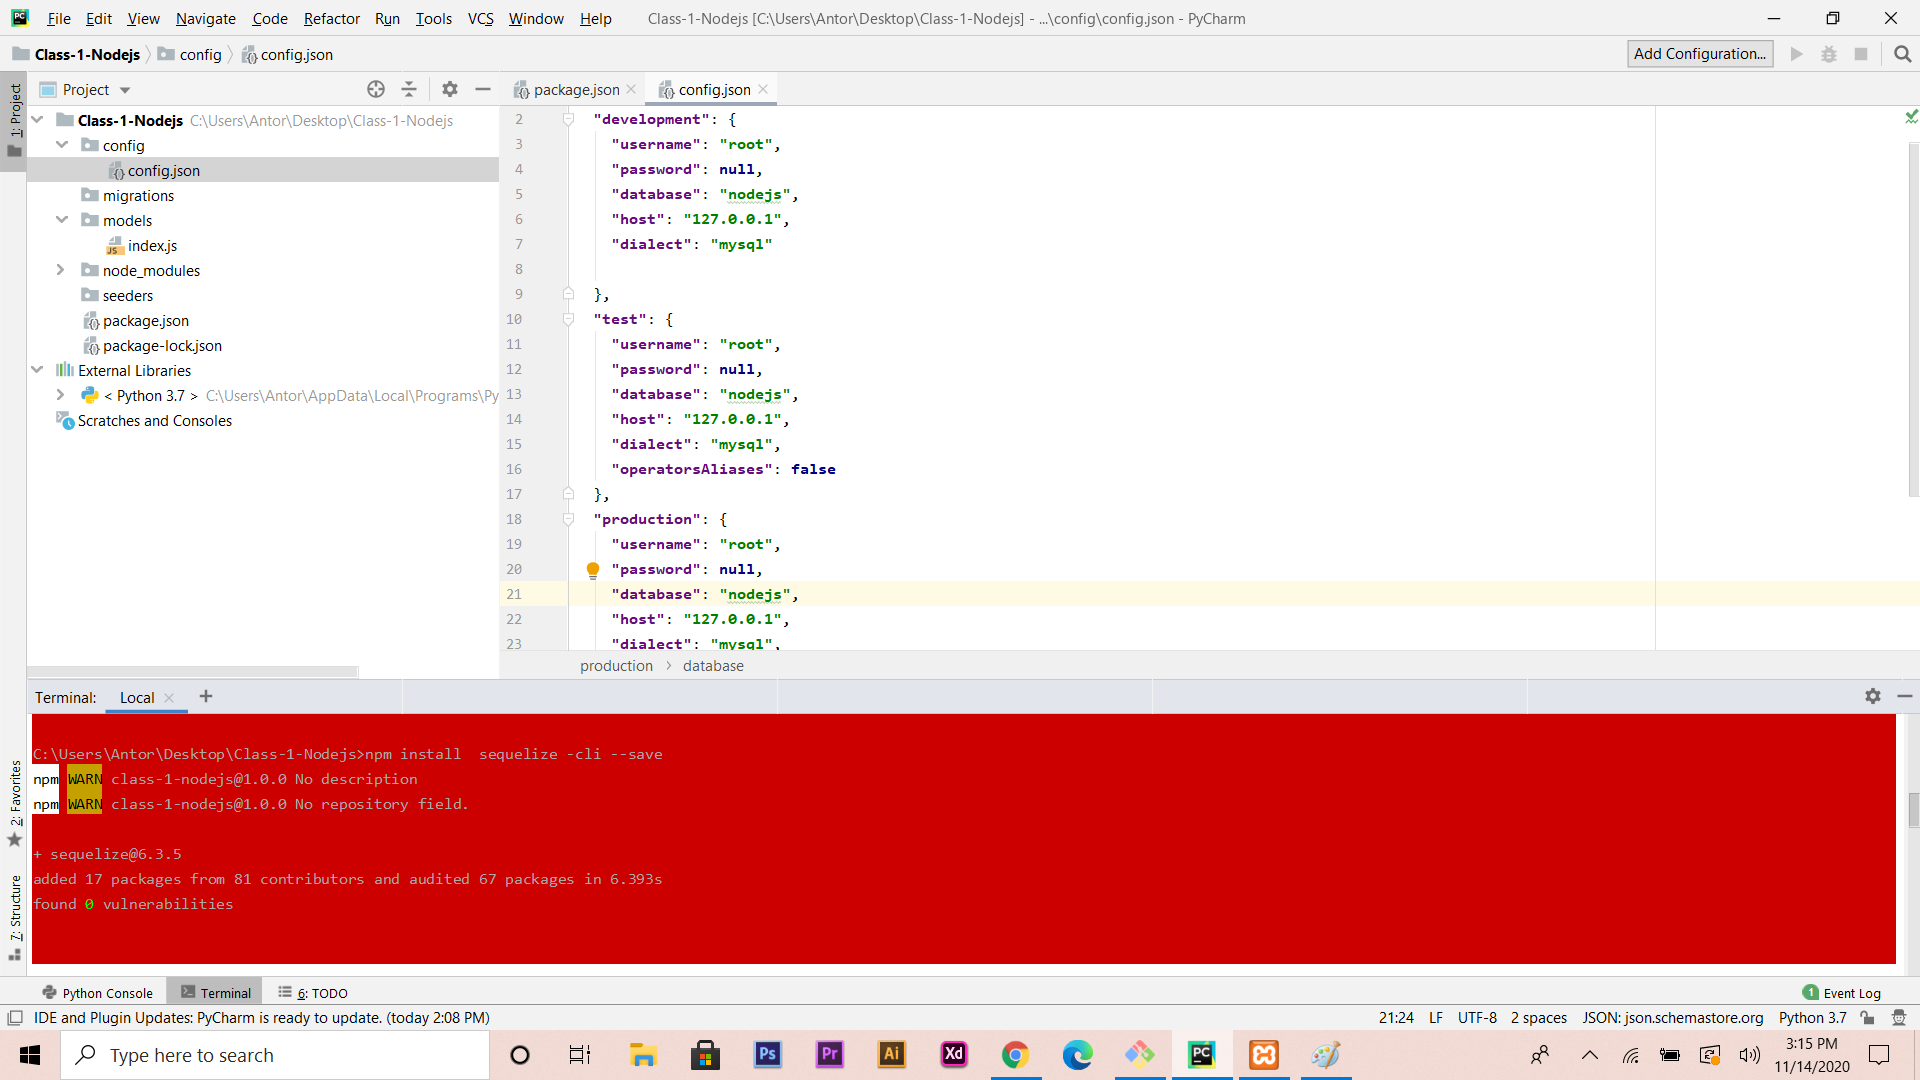 File Edit View Navigate Code Refactor Run Tools VCS Window Help Class-1-Nodejs [C:\Users\Antor\Desktop\Class-1-Nodejs] - ...\config\config.json - PyCharm
Class-1-Nodejs config config.json Add Configuration...
1: Project
Project
Class-1-Nodejs C:\Users\Antor\Desktop\Class-1-Nodejs
config
config.json
migrations
models
index.js
node_modules
seeders
package.json
package-lock.json
External Libraries
< Python 3.7 > C:\Users\Antor\AppData\Local\Programs\Py
Scratches and Consoles
package.json config.json
2 "development": {
3 "username": "root",
4 "password": null,
5 "database": "nodejs",
6 "host": "127.0.0.1",
7 "dialect": "mysql"
8
9 },
10 "test": {
11 "username": "root",
12 "password": null,
13 "database": "nodejs",
14 "host": "127.0.0.1",
15 "dialect": "mysql",
16 "operatorsAliases": false
17 },
18 "production": {
19 "username": "root",
20 "password": null,
21 "database": "nodejs",
22 "host": "127.0.0.1",
23 "dialect": "mysql",
production > database
Terminal: Local
C:\Users\Antor\Desktop\Class-1-Nodejs>npm install  sequelize -cli --save
npm WARN class-1-nodejs@1.0.0 No description
npm WARN class-1-nodejs@1.0.0 No repository field.
+ sequelize@6.3.5
added 17 packages from 81 contributors and audited 67 packages in 6.393s
found 0 vulnerabilities
2: Favorites
7: Structure
Python Console Terminal 6: TODO 1 Event Log
IDE and Plugin Updates: PyCharm is ready to update. (today 2:08 PM) 21:24 LF UTF-8 2 spaces JSON: json.schemastore.org Python 3.7
Type here to search
Ps Pr Ai Xd PC
3:15 PM
11/14/2020